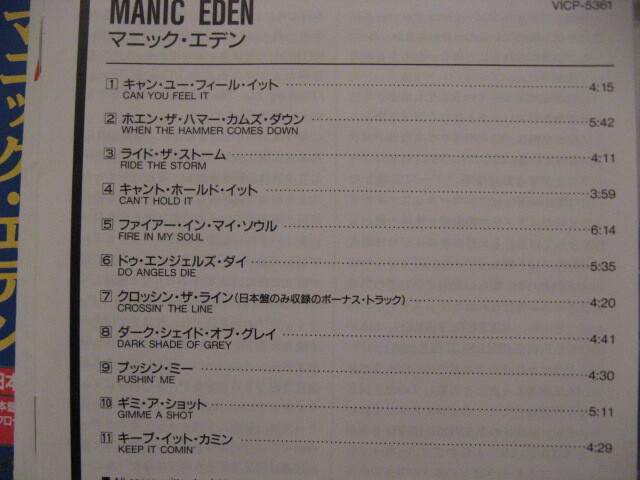 MANIC EDEN
VICP-5361
マニック・エデン
1 キャン・ユー・フィール・イット 4:15
CAN YOU FEEL IT
2 ホエン・ザ・ハマー・カムズ・ダウン 5:42
WHEN THE HAMMER COMES DOWN
3 ライド・ザ・ストーム 4:11
RIDE THE STORM
4 キャント・ホールド・イット 3:59
CAN'T HOLD IT
5 ファイアー・イン・マイ・ソウル 6:14
FIRE IN MY SOUL
6 ドゥ・エンジェルズ・ダイ 5:35
DO ANGELS DIE
7 クロッシン・ザ・ライン(日本盤のみ収録のボーナス・トラック) 4:20
CROSSIN' THE LINE
8 ダーク・シェイド・オブ・グレイ 4:41
DARK SHADE OF GREY
9 プッシン・ミー 4:30
PUSHIN' ME
10 ギミ・ア・ショット 5:11
GIMME A SHOT
11 キープ・イット・カミン 4:29
KEEP IT COMIN'
マニック・エデン